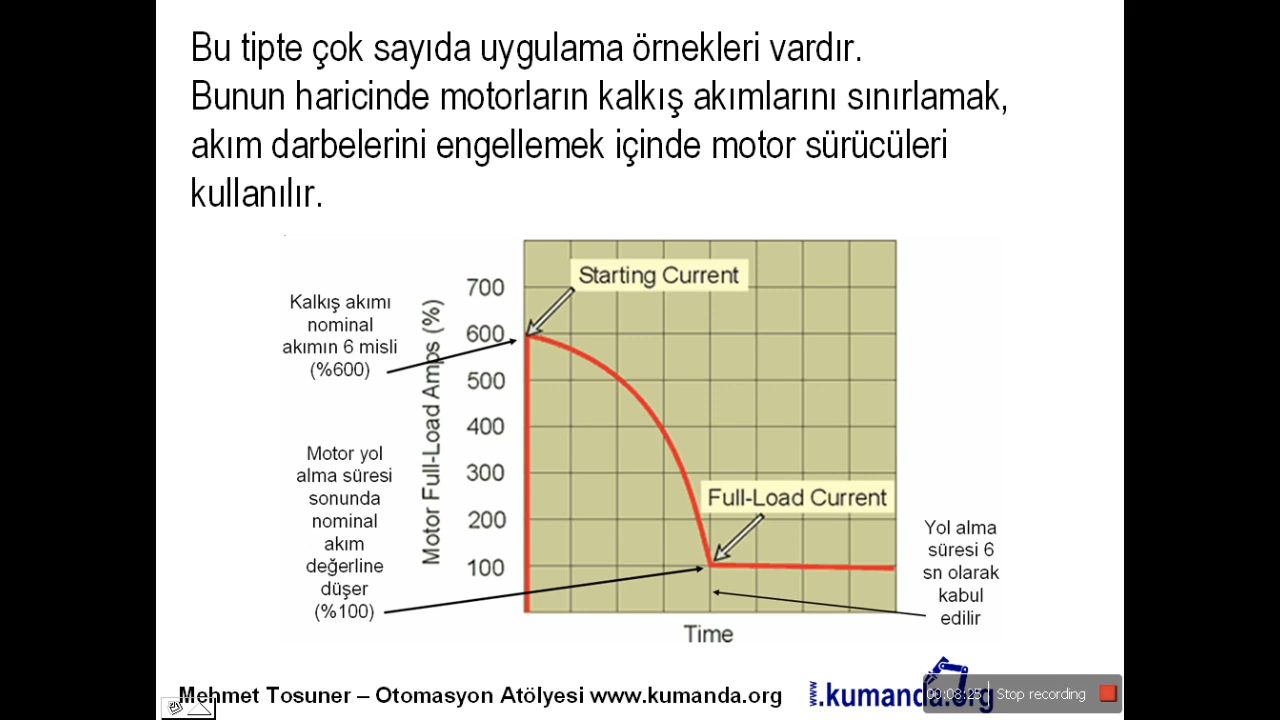 Bu tipte çok sayıda uygulama örnekleri vardır.
Bunun haricinde motorların kalkış akımlarını sınırlamak,
akım darbelerini engellemek içinde motor sürücüleri
kullanılır.
Starting Current
700
600
500
400
300
200
100
Motor Full-Load Amps (%)
Kalkış akımı
nominal
akımın 6 misli
(%600)
Motor yol
alma süresi
sonunda
nominal
akım
değerline
düşer
(%100)
Full-Load Current
Yol alma
süresi 6
sn olarak
kabul
edilir
Time
Mehmet Tosuner – Otomasyon Atölyesi www.kumanda.org
www.kumanda.org
00:08:25 Stop recording